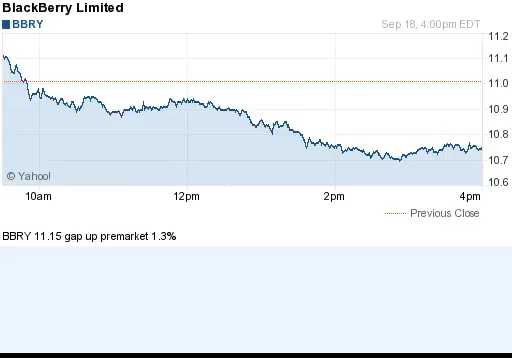 BlackBerry Limited
BBRY
Sep 18, 4:00pm EDT
11.2
11.1
11.0
10.9
10.8
10.7
10.6
© Yahoo!
10am 12pm 2pm 4pm
Previous Close
BBRY 11.15 gap up premarket 1.3%